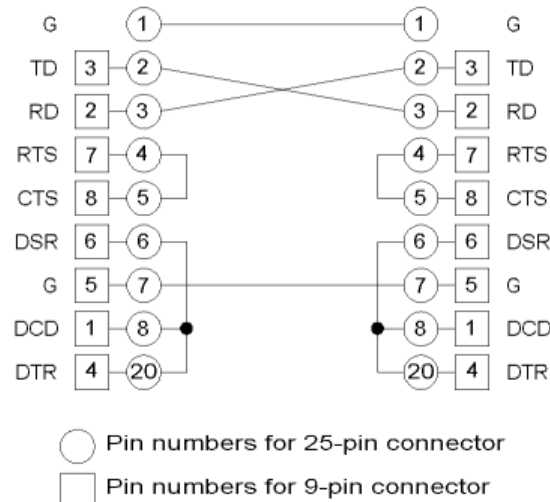 G 1 1 G
TD 3 2 2 3 TD
RD 2 3 3 2 RD
RTS 7 4 4 7 RTS
CTS 8 5 5 8 CTS
DSR 6 6 6 6 DSR
G 5 7 7 5 G
DCD 1 8 8 1 DCD
DTR 4 20 20 4 DTR
Pin numbers for 25-pin connector
Pin numbers for 9-pin connector